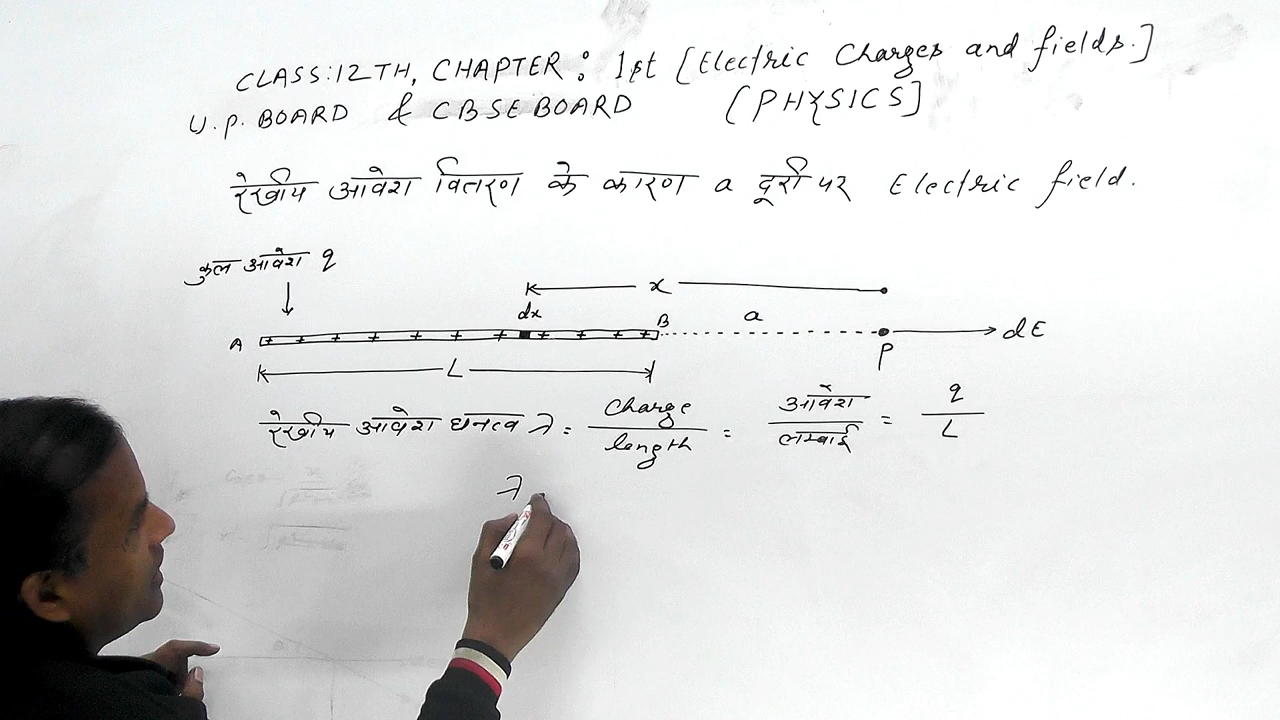 CLASS:12TH, CHAPTER: 1st [Electric Charges and fields.]
U.P. BOARD & CBSE BOARD [PHYSICS]
रेखीय आवेश वितरण के कारण a दूरी पर Electric field.
कुल आवेश q
x
dx
A B a P dE
L
रेखीय आवेश घनत्व λ = Charge / length = आवेश / लम्बाई = q / L
λ